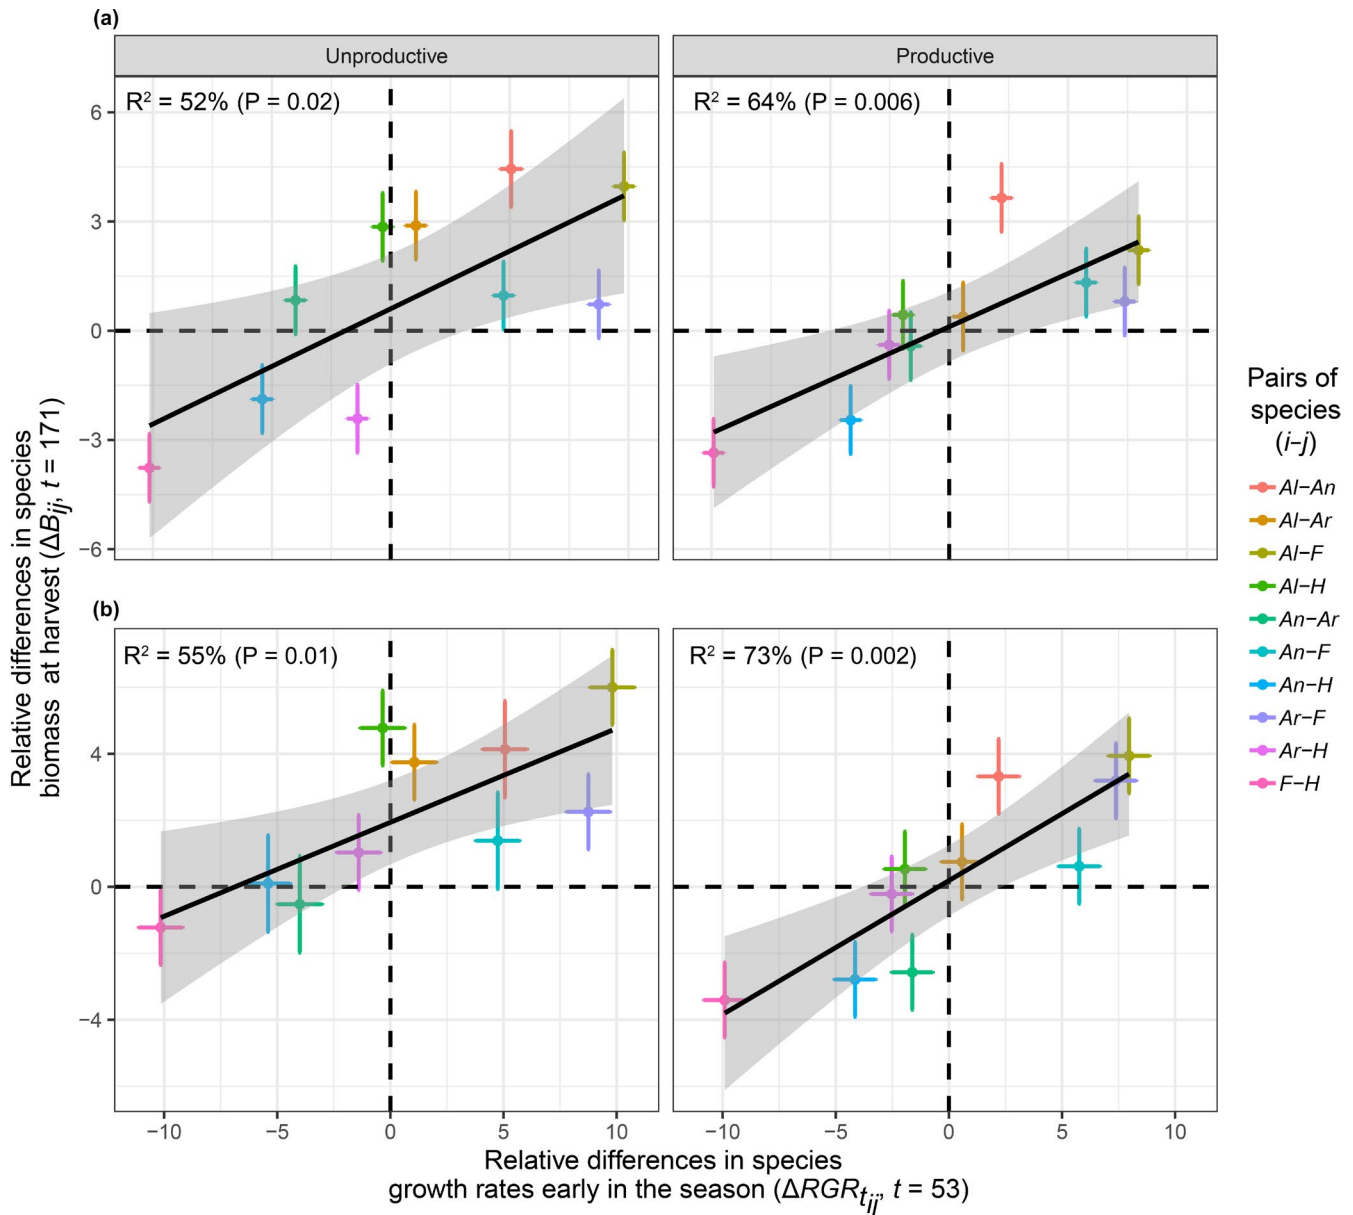 (a)
Unproductive
Productive
R² = 52% (P = 0.02)
R² = 64% (P = 0.006)
6
3
0
−3
−6
(b)
R² = 55% (P = 0.01)
R² = 73% (P = 0.002)
4
0
−4
−10 −5 0 5 10
−10 −5 0 5 10
Relative differences in species
biomass at harvest (ΔBij, t = 171)
Relative differences in species
growth rates early in the season (ΔRGRtij, t = 53)
Pairs of
species
(i−j)
Al−An
Al−Ar
Al−F
Al−H
An−Ar
An−F
An−H
Ar−F
Ar−H
F−H